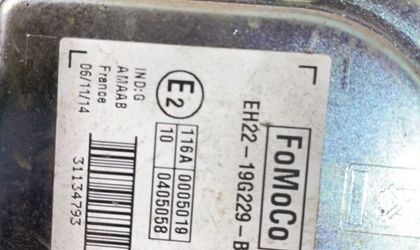 FoMoCo
EH22-19G229-B
E2
116A 0005019
10 0405058
IND:G
AMAAB
France
06/11/14
31134793